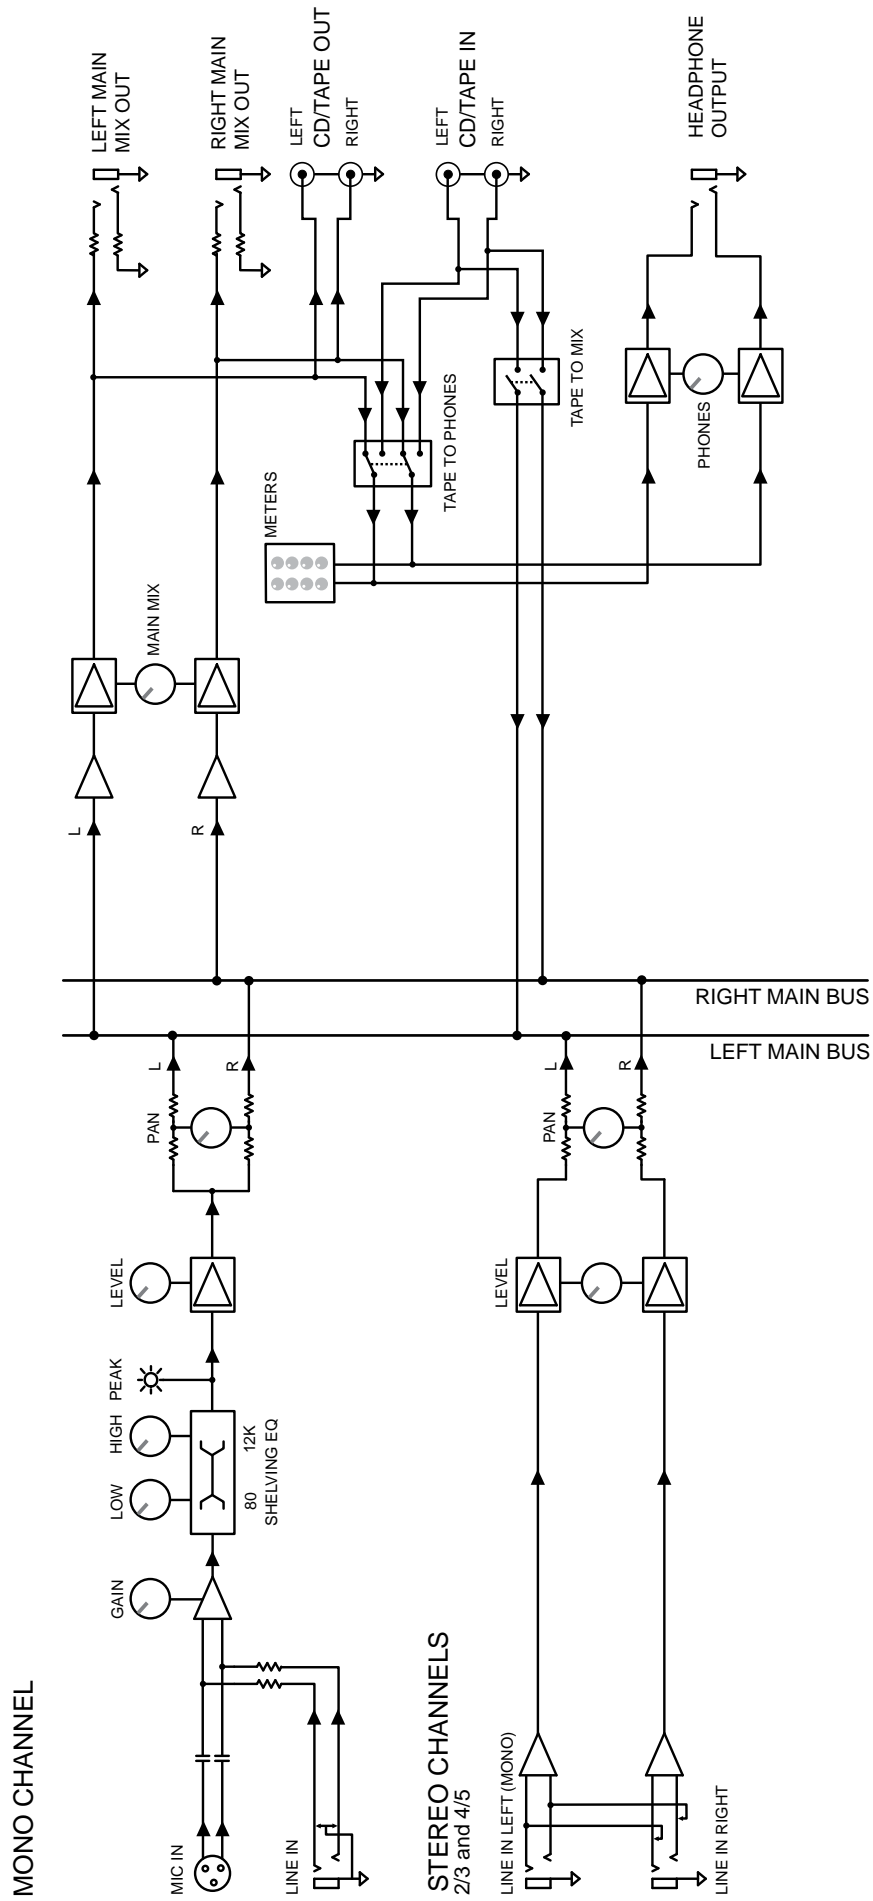 MONO CHANNEL
MIC IN
LINE IN
GAIN
LOW
HIGH
80
12K
SHELVING EQ
PEAK
LEVEL
PAN
L
R
STEREO CHANNELS
2/3 and 4/5
LINE IN LEFT (MONO)
LINE IN RIGHT
LEVEL
PAN
L
R
LEFT MAIN BUS
RIGHT MAIN BUS
L
R
MAIN MIX
METERS
TAPE TO PHONES
TAPE TO MIX
PHONES
LEFT MAIN
MIX OUT
RIGHT MAIN
MIX OUT
LEFT
CD/TAPE OUT
RIGHT
LEFT
CD/TAPE IN
RIGHT
HEADPHONE
OUTPUT